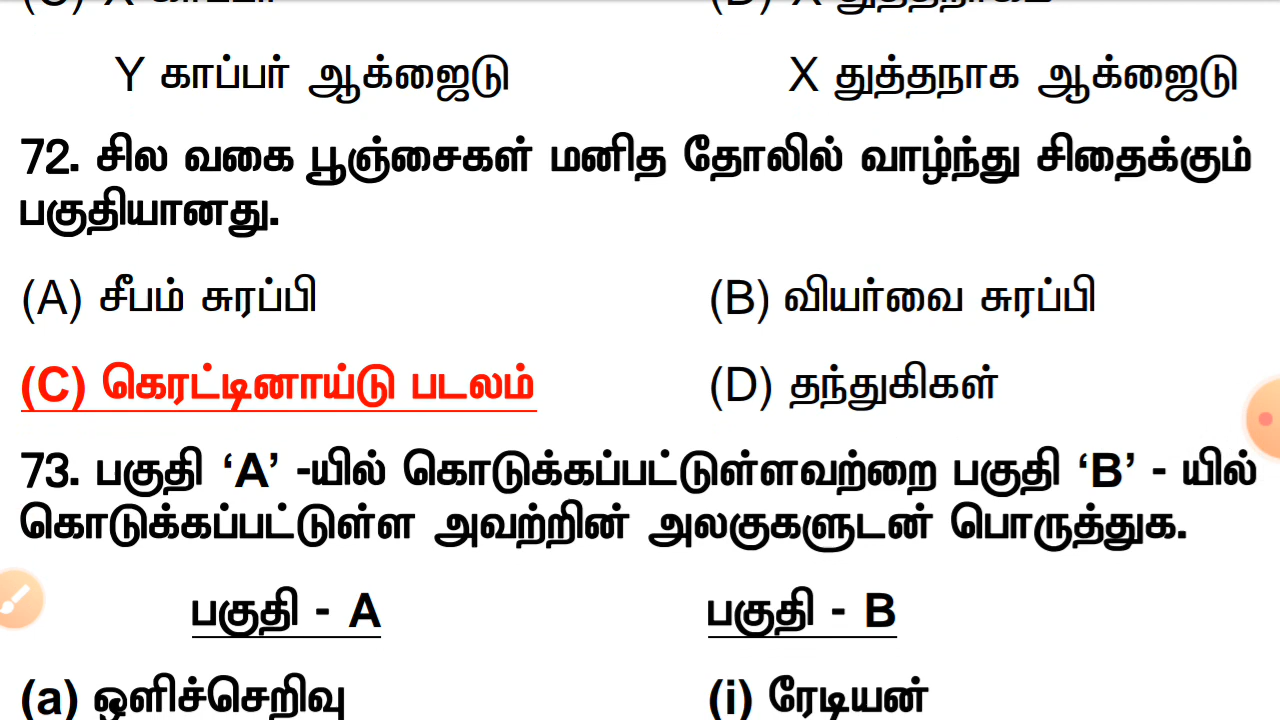 Y காப்பர் ஆக்ஜைடு X துத்தநாக ஆக்ஜைடு
72. சில வகை பூஞ்சைகள் மனித தோலில் வாழ்ந்து சிதைக்கும்
பகுதியானது.
(A) சீபம் சுரப்பி (B) வியர்வை சுரப்பி
(C) கெரட்டினாய்டு படலம் (D) தந்துகிகள்
73. பகுதி ‘A’ -யில் கொடுக்கப்பட்டுள்ளவற்றை பகுதி ‘B’ - யில்
கொடுக்கப்பட்டுள்ள அவற்றின் அலகுகளுடன் பொருத்துக.
பகுதி - A பகுதி - B
(a) ஒளிச்செறிவு (i) ரேடியன்